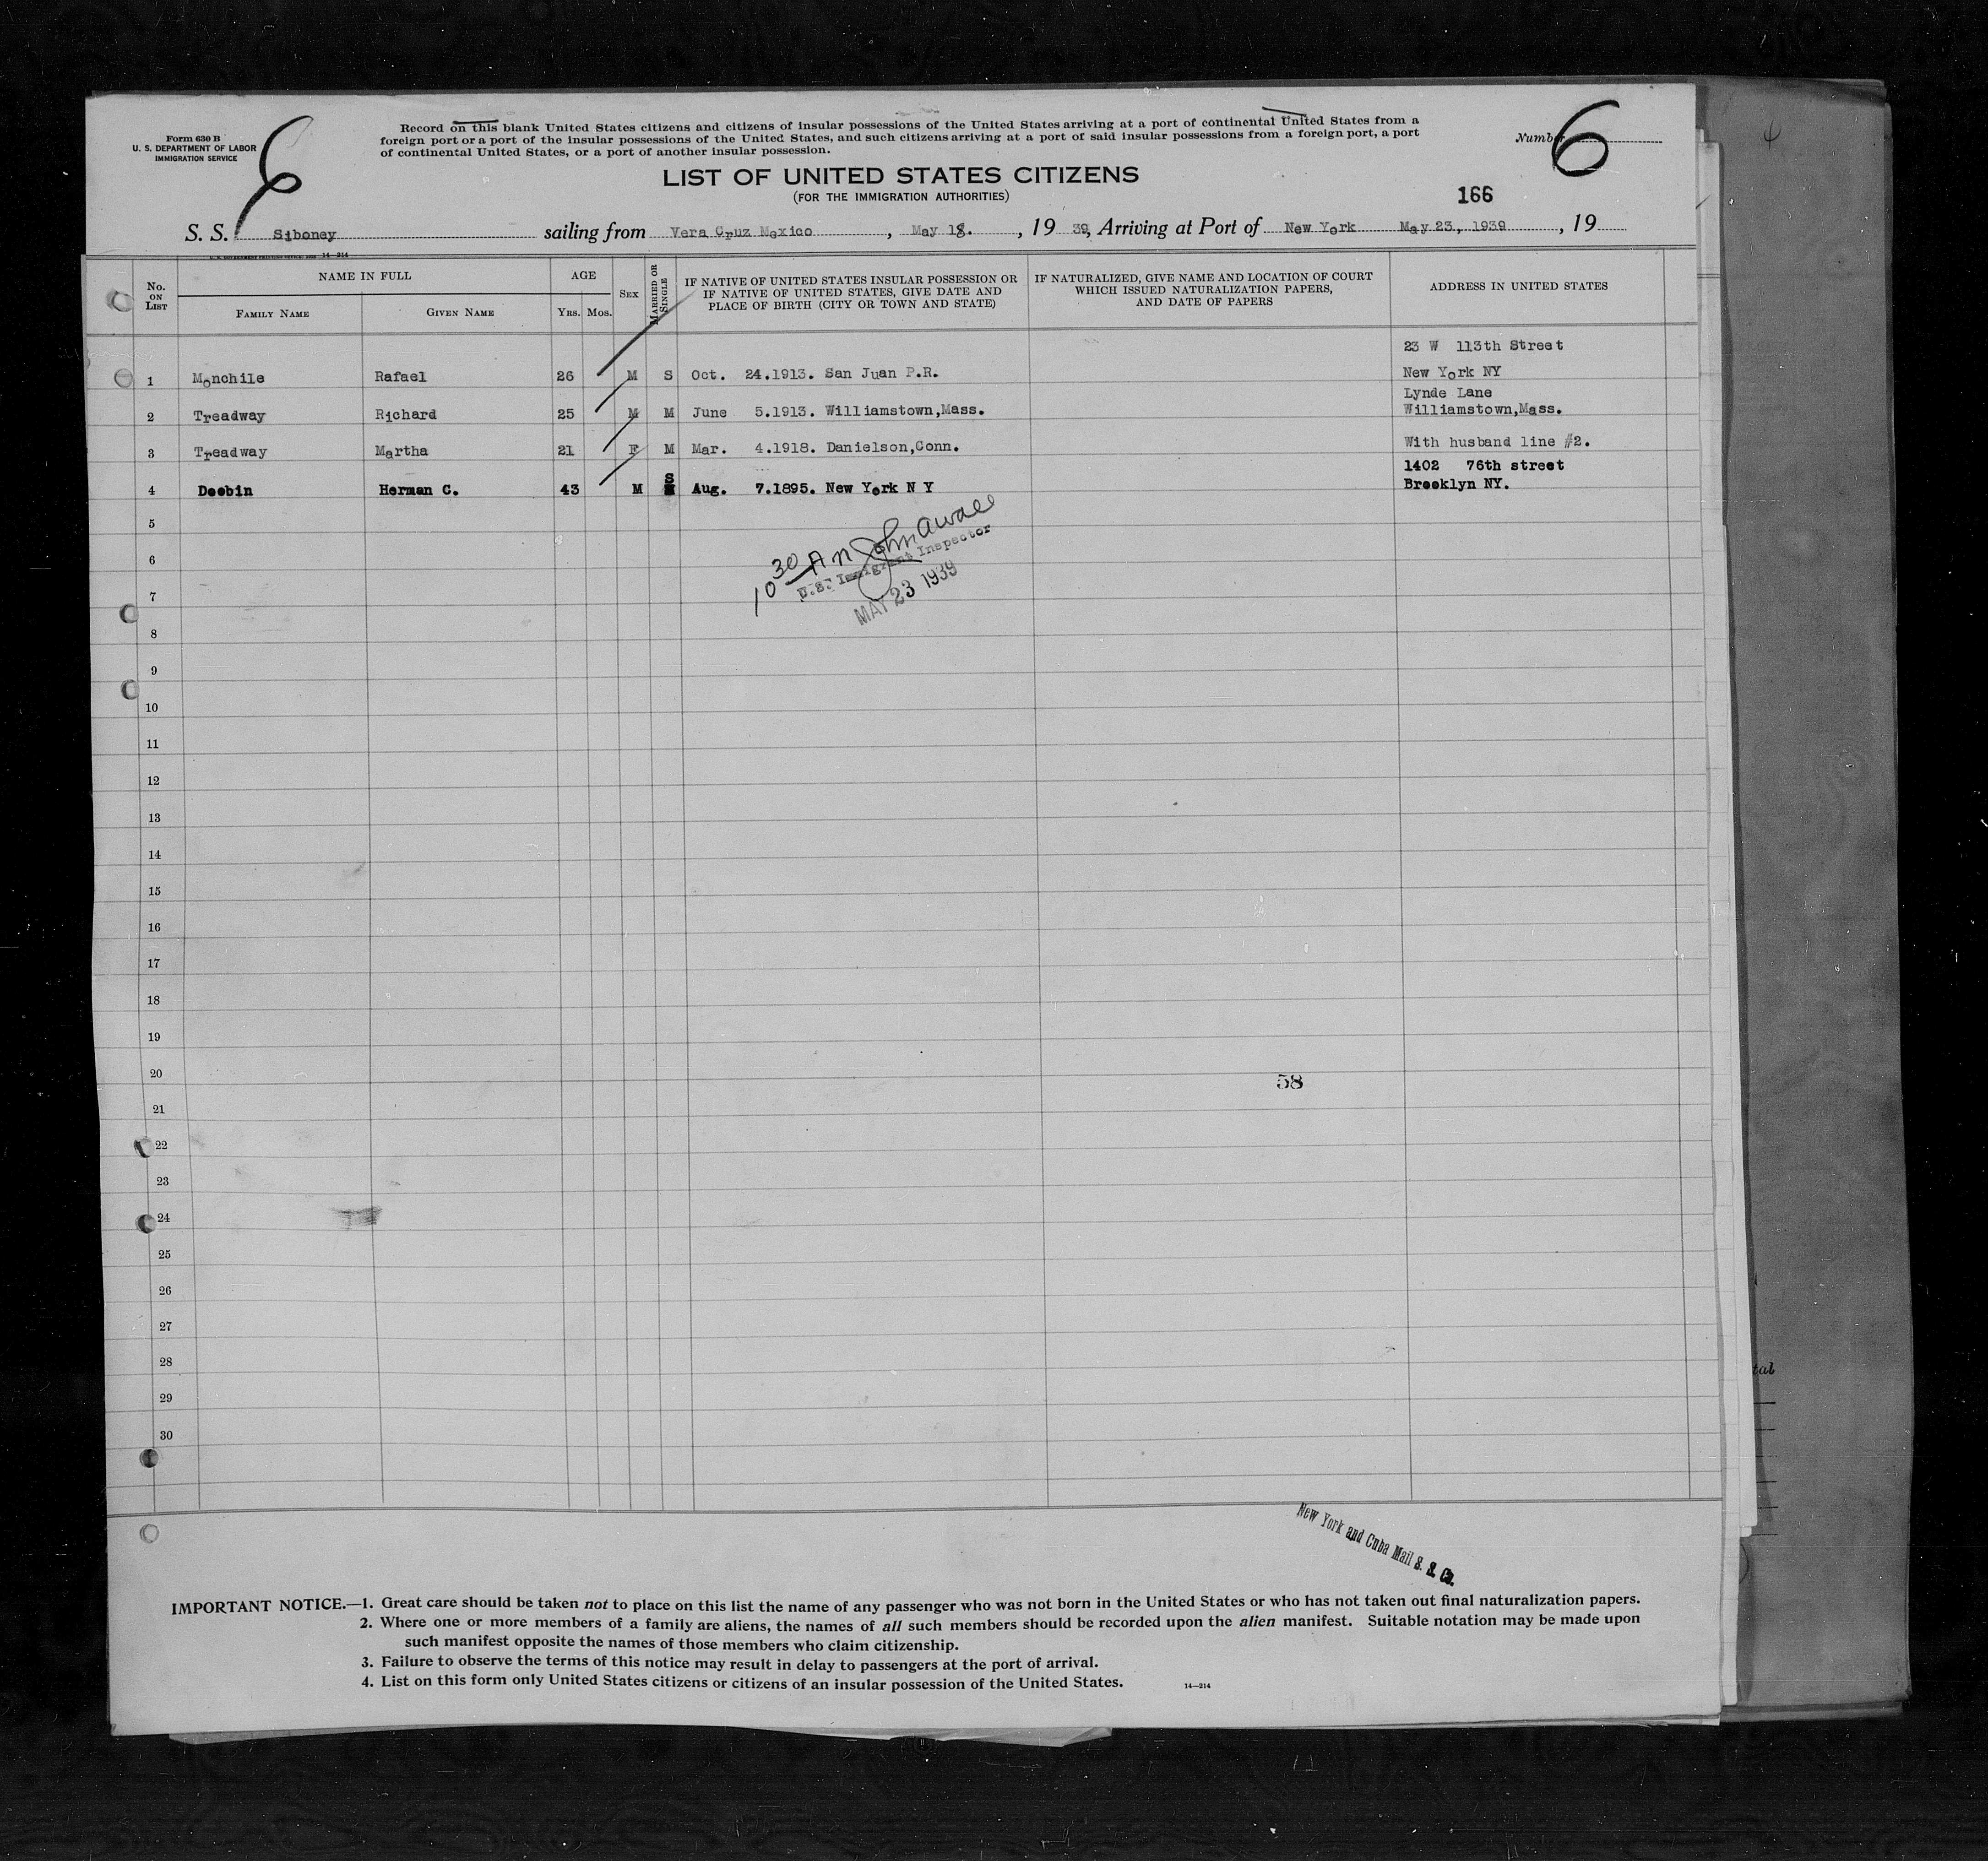 Form 630 B
U. S. DEPARTMENT OF LABOR
IMMIGRATION SERVICE
6
Record on this blank United States citizens and citizens of insular possessions of the United States arriving at a port of continental United States from a
foreign port or a port of the insular possessions of the United States, and such citizens arriving at a port of said insular possessions from a foreign port, a port
of continental United States, or a port of another insular possession.
Number 6
LIST OF UNITED STATES CITIZENS
(FOR THE IMMIGRATION AUTHORITIES)
166
S. S. Siboney sailing from Vera Cruz Mexico , May 18. , 19 39, Arriving at Port of New York May 23, 1939 , 19
14—214
No. ON LIST
NAME IN FULL
FAMILY NAME GIVEN NAME
AGE
YRS. MOS.
SEX
MARRIED OR SINGLE
IF NATIVE OF UNITED STATES INSULAR POSSESSION OR
IF NATIVE OF UNITED STATES, GIVE DATE AND
PLACE OF BIRTH (CITY OR TOWN AND STATE)
IF NATURALIZED, GIVE NAME AND LOCATION OF COURT
WHICH ISSUED NATURALIZATION PAPERS,
AND DATE OF PAPERS
ADDRESS IN UNITED STATES
23 W 113th Street
1 Monchile Rafael 26 M S Oct. 24.1913. San Juan P.R. New York NY
Lynde Lane
2 Treadway Richard 25 M M June 5.1913. Williamstown,Mass. Williamstown,Mass.
3 Treadway Martha 21 F M Mar. 4.1918. Danielson,Conn. With husband line #2.
1402 76th street
4 Doebin Herman C. 43 M S Aug. 7.1895. New York N Y Brooklyn NY.
5
6
7
10 30 A M John
U.S. Immigrant Inspector
MAY 23 1939
8
9
10
11
12
13
14
15
16
17
18
19
20
58
21
22
23
24
25
26
27
28
29
30
New York and Cuba Mail S. S. Co.
IMPORTANT NOTICE.—1. Great care should be taken not to place on this list the name of any passenger who was not born in the United States or who has not taken out final naturalization papers.
2. Where one or more members of a family are aliens, the names of all such members should be recorded upon the alien manifest. Suitable notation may be made upon
such manifest opposite the names of those members who claim citizenship.
3. Failure to observe the terms of this notice may result in delay to passengers at the port of arrival.
4. List on this form only United States citizens or citizens of an insular possession of the United States.
14—214
tal